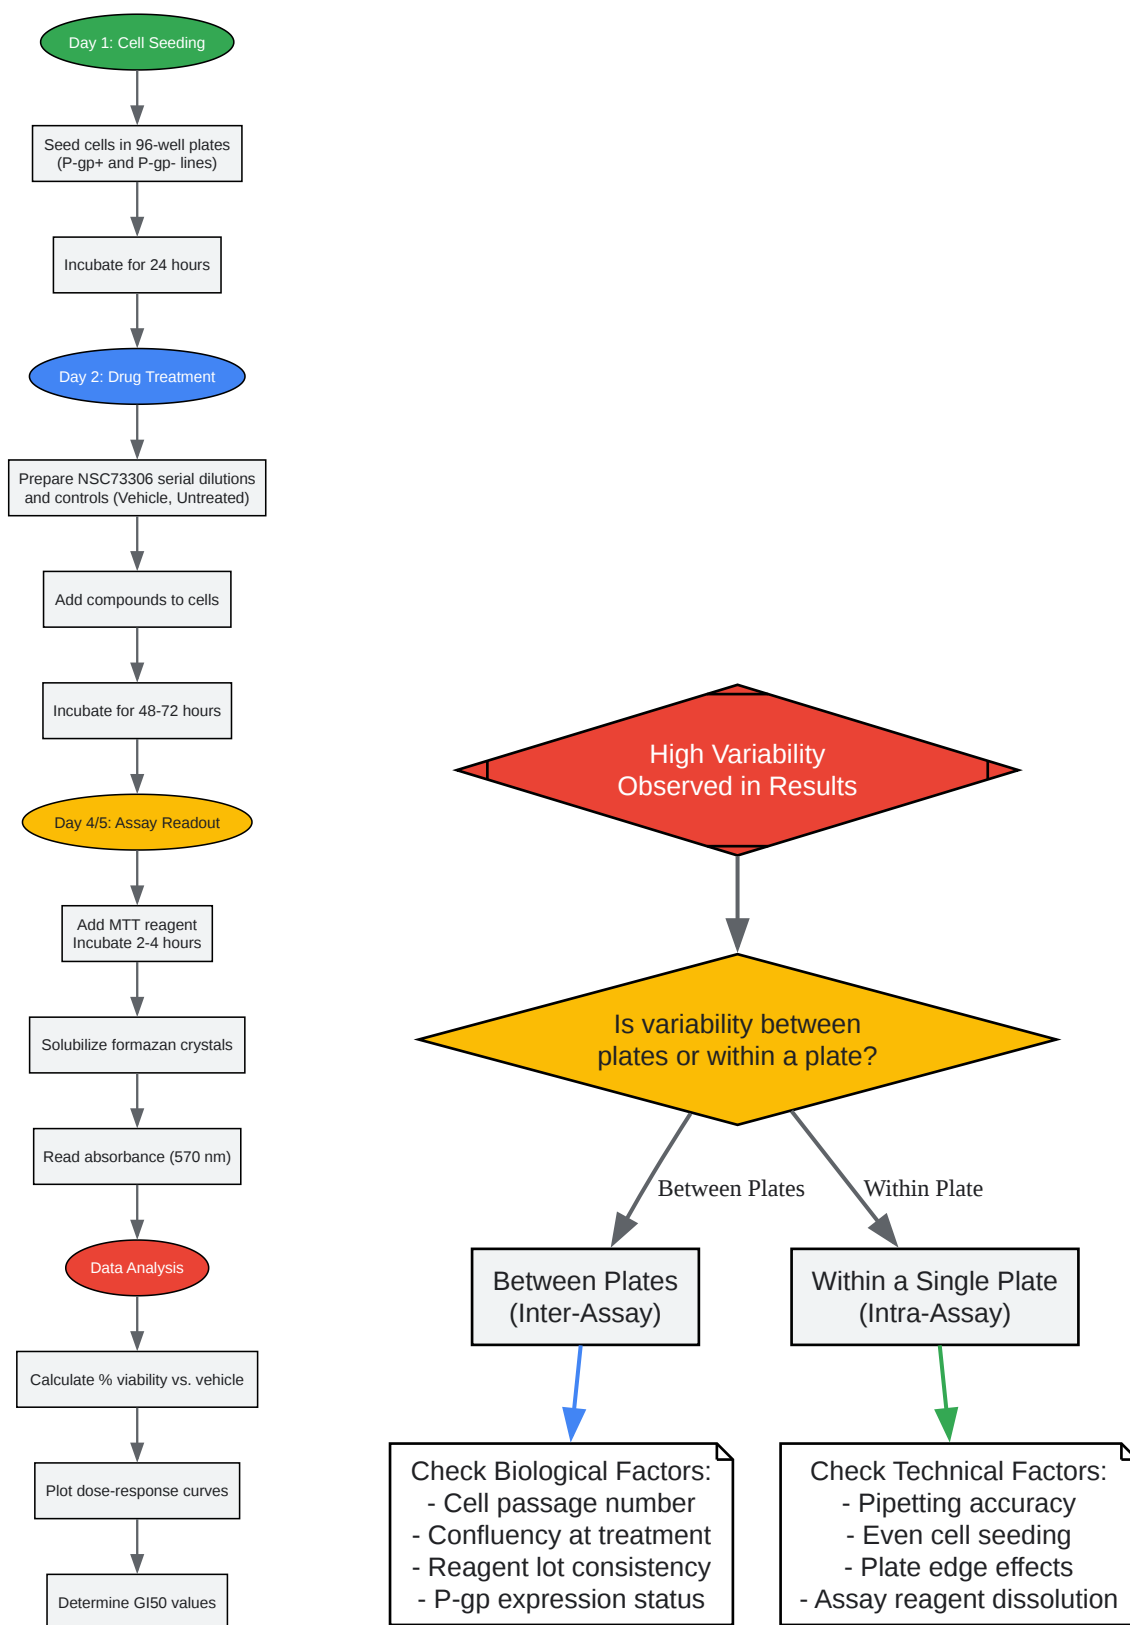 Day 1: Cell Seeding
Seed cells in 96-well plates
(P-gp+ and P-gp- lines)
Incubate for 24 hours
Day 2: Drug Treatment
Prepare NSC73306 serial dilutions
and controls (Vehicle, Untreated)
Add compounds to cells
Incubate for 48-72 hours
Day 4/5: Assay Readout
Add MTT reagent
Incubate 2-4 hours
Solubilize formazan crystals
Read absorbance (570 nm)
Data Analysis
Calculate % viability vs. vehicle
Plot dose-response curves
Determine GI50 values
High Variability
Observed in Results
Is variability between
plates or within a plate?
Between Plates
Within Plate
Between Plates
(Inter-Assay)
Within a Single Plate
(Intra-Assay)
Check Biological Factors:
- Cell passage number
- Confluency at treatment
- Reagent lot consistency
- P-gp expression status
Check Technical Factors:
- Pipetting accuracy
- Even cell seeding
- Plate edge effects
- Assay reagent dissolution